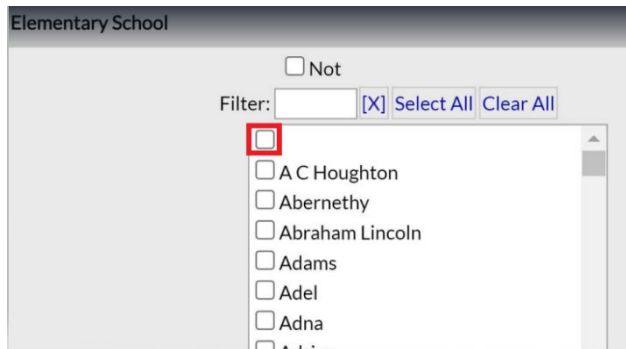 Elementary School
Not
Filter: [X] Select All Clear All
A C Houghton
Abernethy
Abraham Lincoln
Adams
Adel
Adna